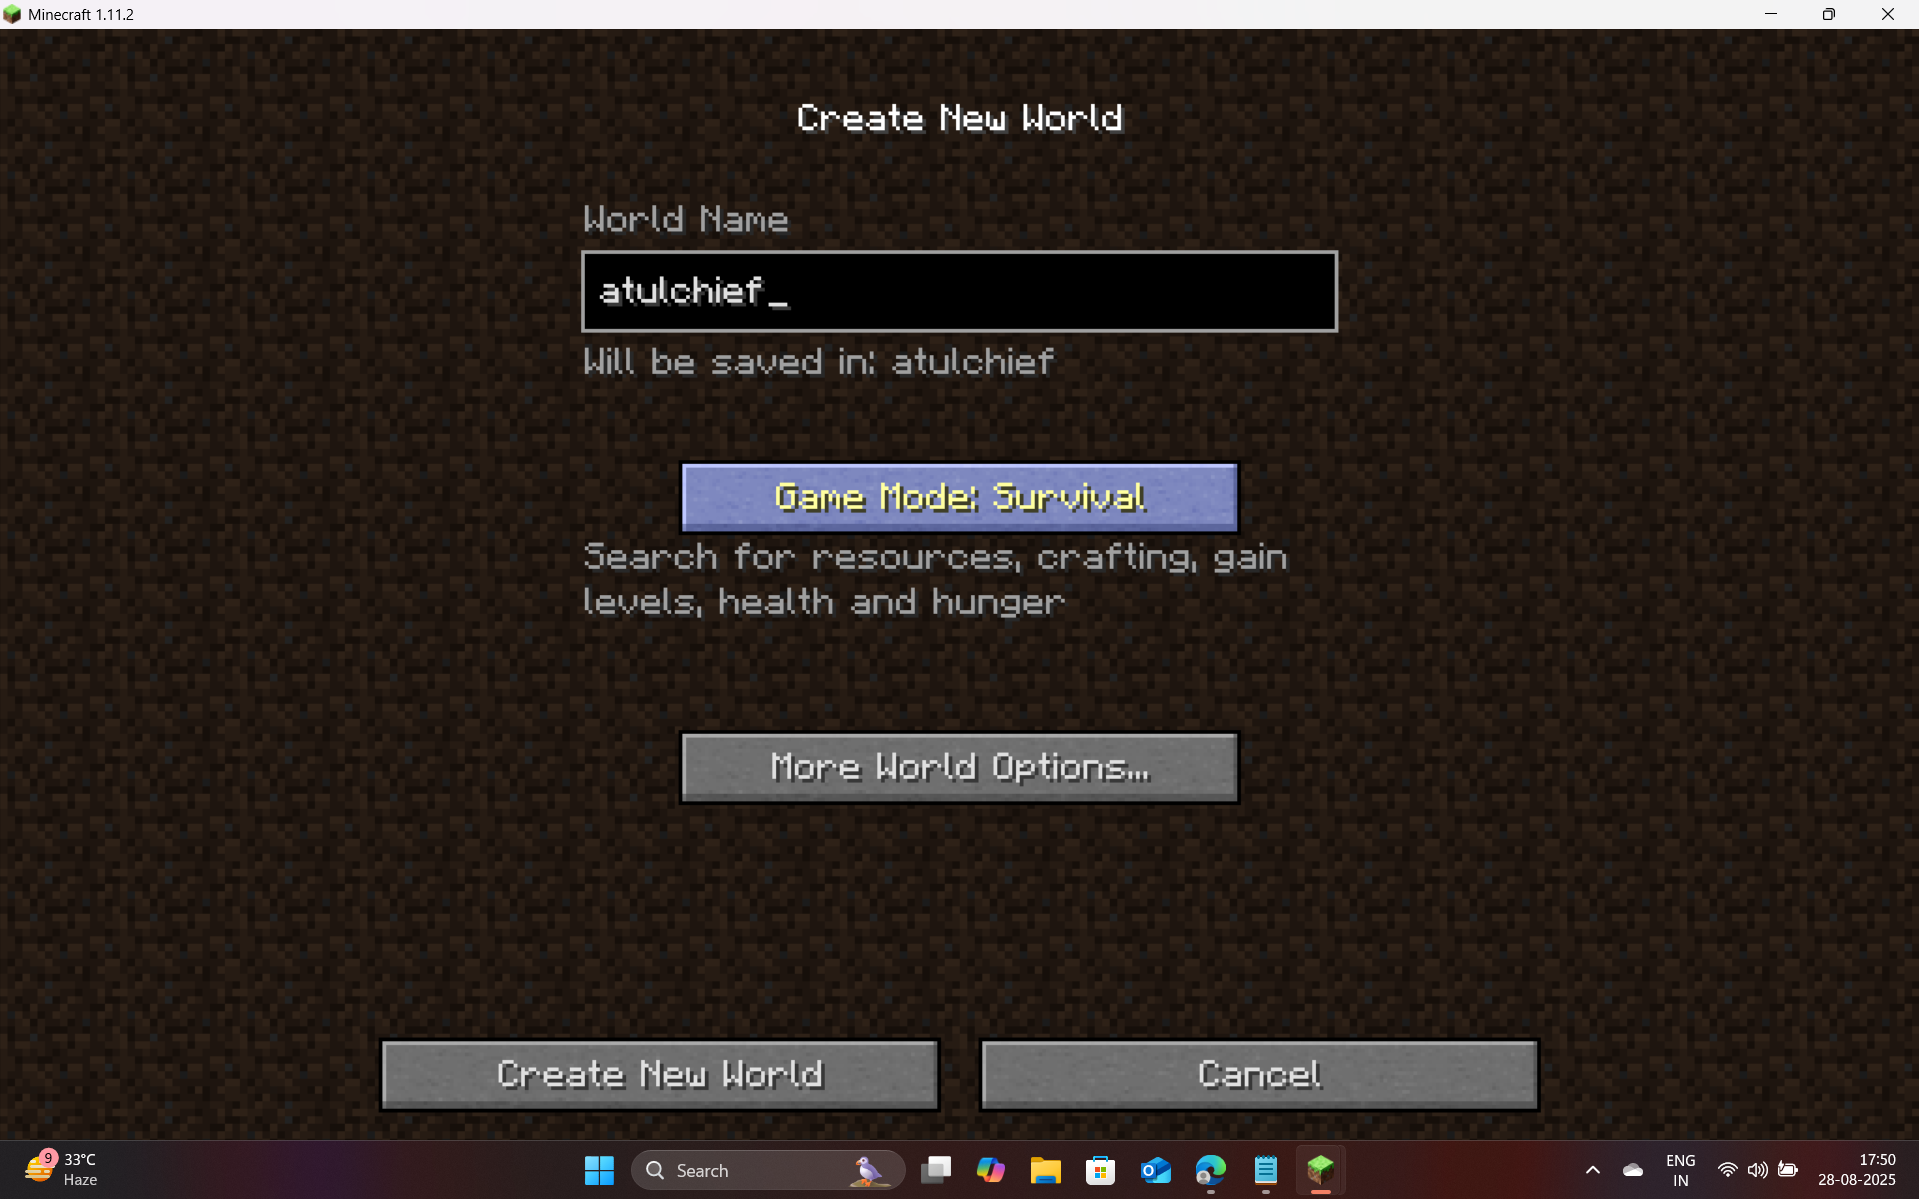 Minecraft 1.11.2
Create New World
World Name
atulchief_
Will be saved in: atulchief
Game Mode: Survival
Search for resources, crafting, gain
levels, health and hunger
More World Options...
Create New World
Cancel
9
33°C
Haze
Search
ENG
IN
17:50
28-08-2025